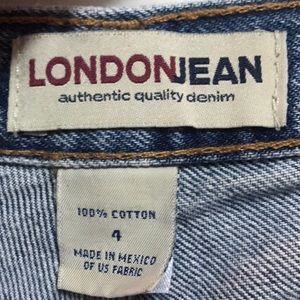 LONDONJEAN
authentic quality denim
100% COTTON
4
MADE IN MEXICO
OF US FABRIC